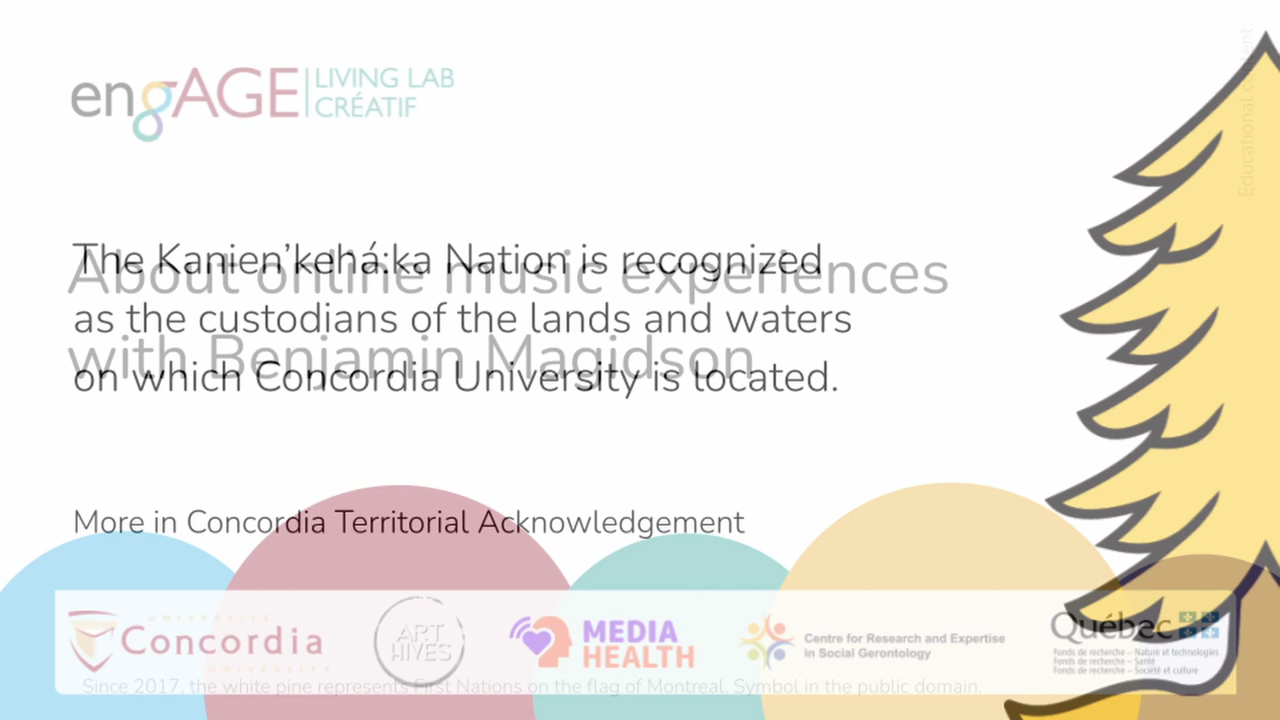 engAGE LIVING LAB
CRÉATIF
Educational content
The Kanien'kehá:ka Nation is recognized
as the custodians of the lands and waters
on which Concordia University is located.
About online music experiences
with Benjamin Magidson
More in Concordia Territorial Acknowledgement
UNIVERSITÉ
Concordia
UNIVERSITY
ART
HIVES
MEDIA
HEALTH
Centre for Research and Expertise
in Social Gerontology
Québec
Fonds de recherche – Nature et technologies
Fonds de recherche – Santé
Fonds de recherche – Société et culture
Since 2017, the white pine represents First Nations on the flag of Montreal. Symbol in the public domain.